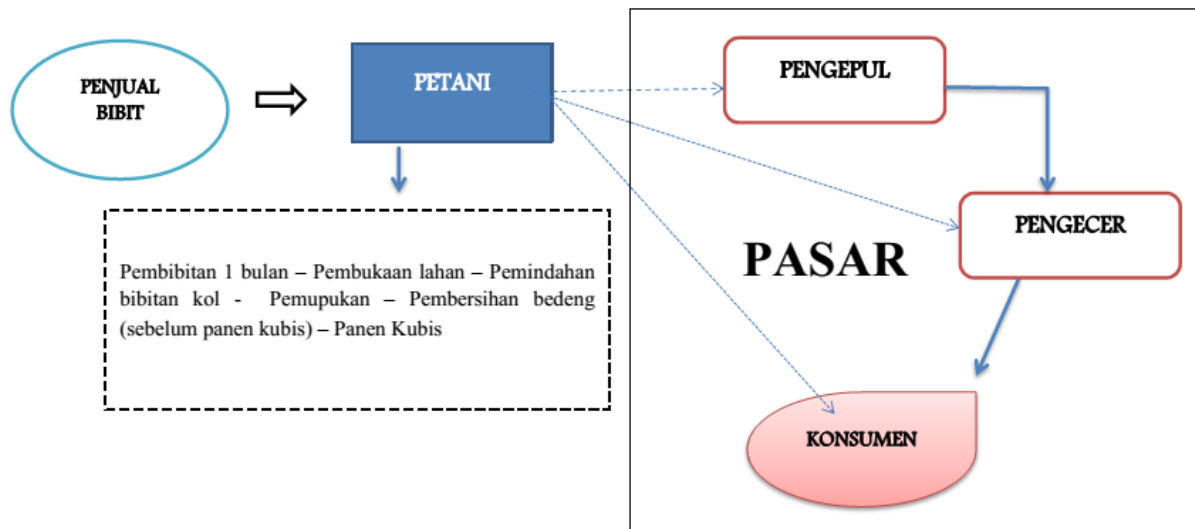 PENJUAL
BIBIT
PETANI
Pembibitan 1 bulan – Pembukaan lahan – Pemindahan
bibitan kol - Pemupukan – Pembersihan bedeng
(sebelum panen kubis) – Panen Kubis
PENGEPUL
PENGECER
PASAR
KONSUMEN